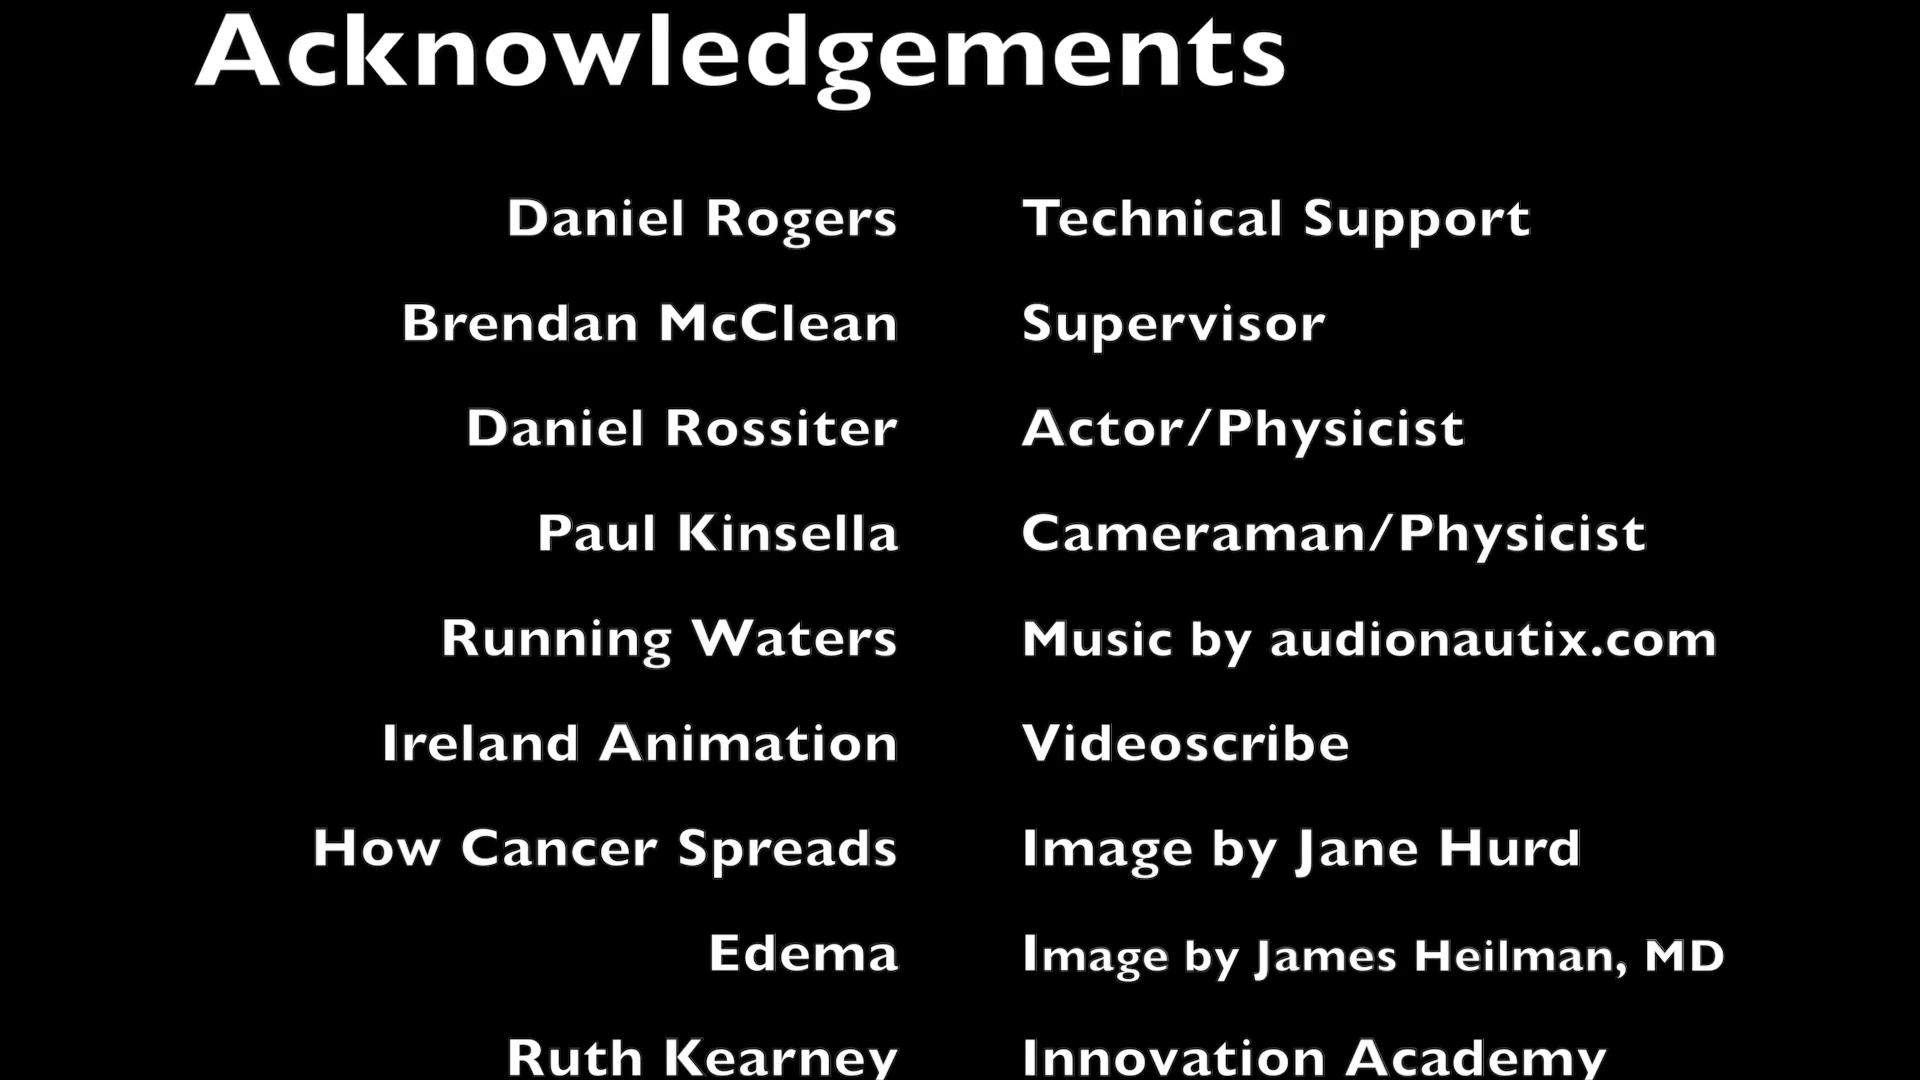 Acknowledgements
Daniel Rogers Technical Support
Brendan McClean Supervisor
Daniel Rossiter Actor/Physicist
Paul Kinsella Cameraman/Physicist
Running Waters Music by audionautix.com
Ireland Animation Videoscribe
How Cancer Spreads Image by Jane Hurd
Edema Image by James Heilman, MD
Ruth Kearney Innovation Academy